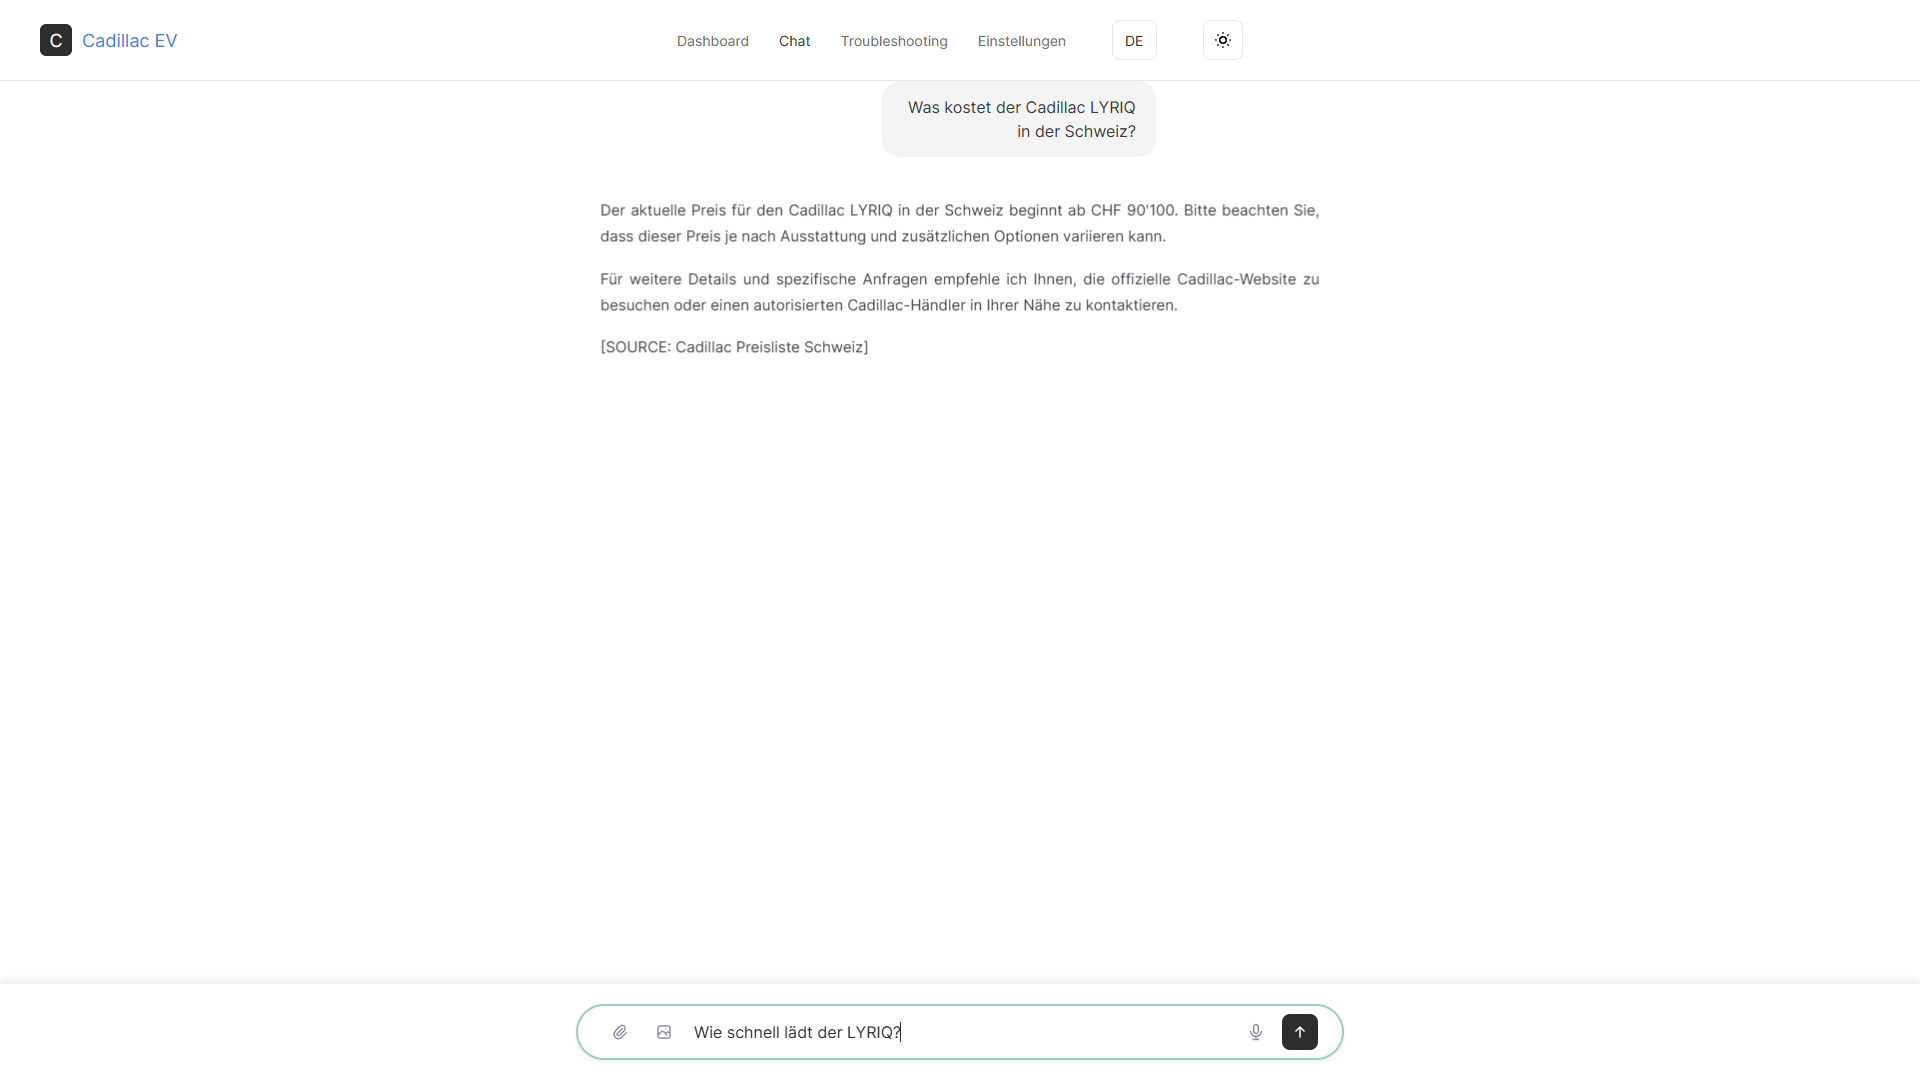 C Cadillac EV Dashboard Chat Troubleshooting Einstellungen DE
Was kostet der Cadillac LYRIQ
in der Schweiz?
Der aktuelle Preis für den Cadillac LYRIQ in der Schweiz beginnt ab CHF 90'100. Bitte beachten Sie,
dass dieser Preis je nach Ausstattung und zusätzlichen Optionen variieren kann.
Für weitere Details und spezifische Anfragen empfehle ich Ihnen, die offizielle Cadillac-Website zu
besuchen oder einen autorisierten Cadillac-Händler in Ihrer Nähe zu kontaktieren.
[SOURCE: Cadillac Preisliste Schweiz]
Wie schnell lädt der LYRIQ?